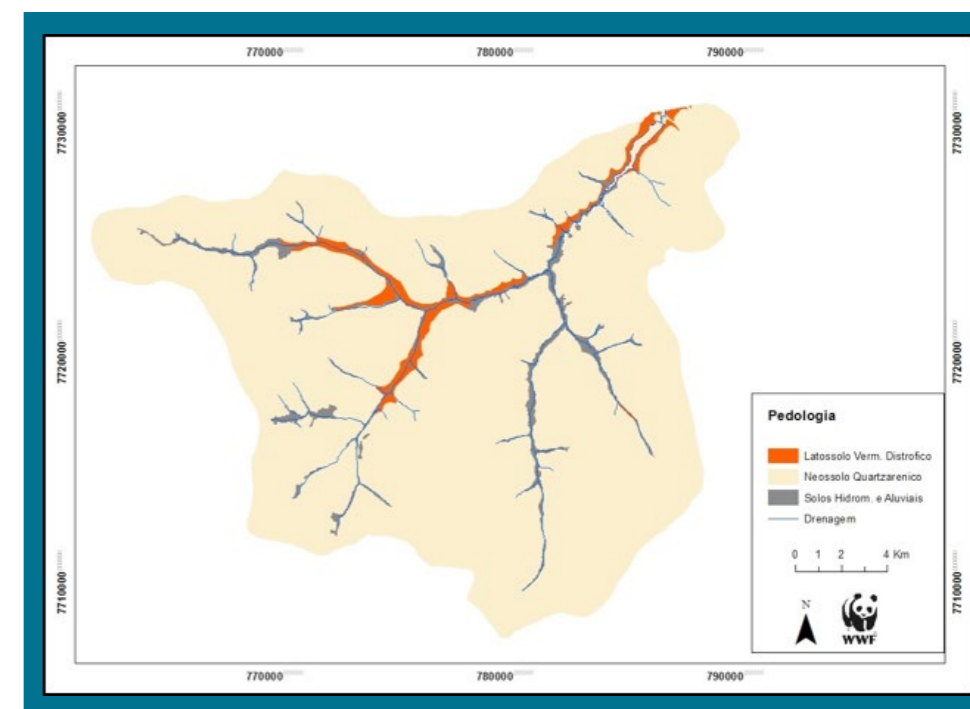 770000 780000 790000
7730000 7730000
7720000 7720000
7710000 7710000
Pedologia
Latossolo Verm. Distrofico
Neossolo Quartzarenico
Solos Hidrom. e Aluviais
Drenagem
0 1 2 4 Km
N
WWF
770000 780000 790000